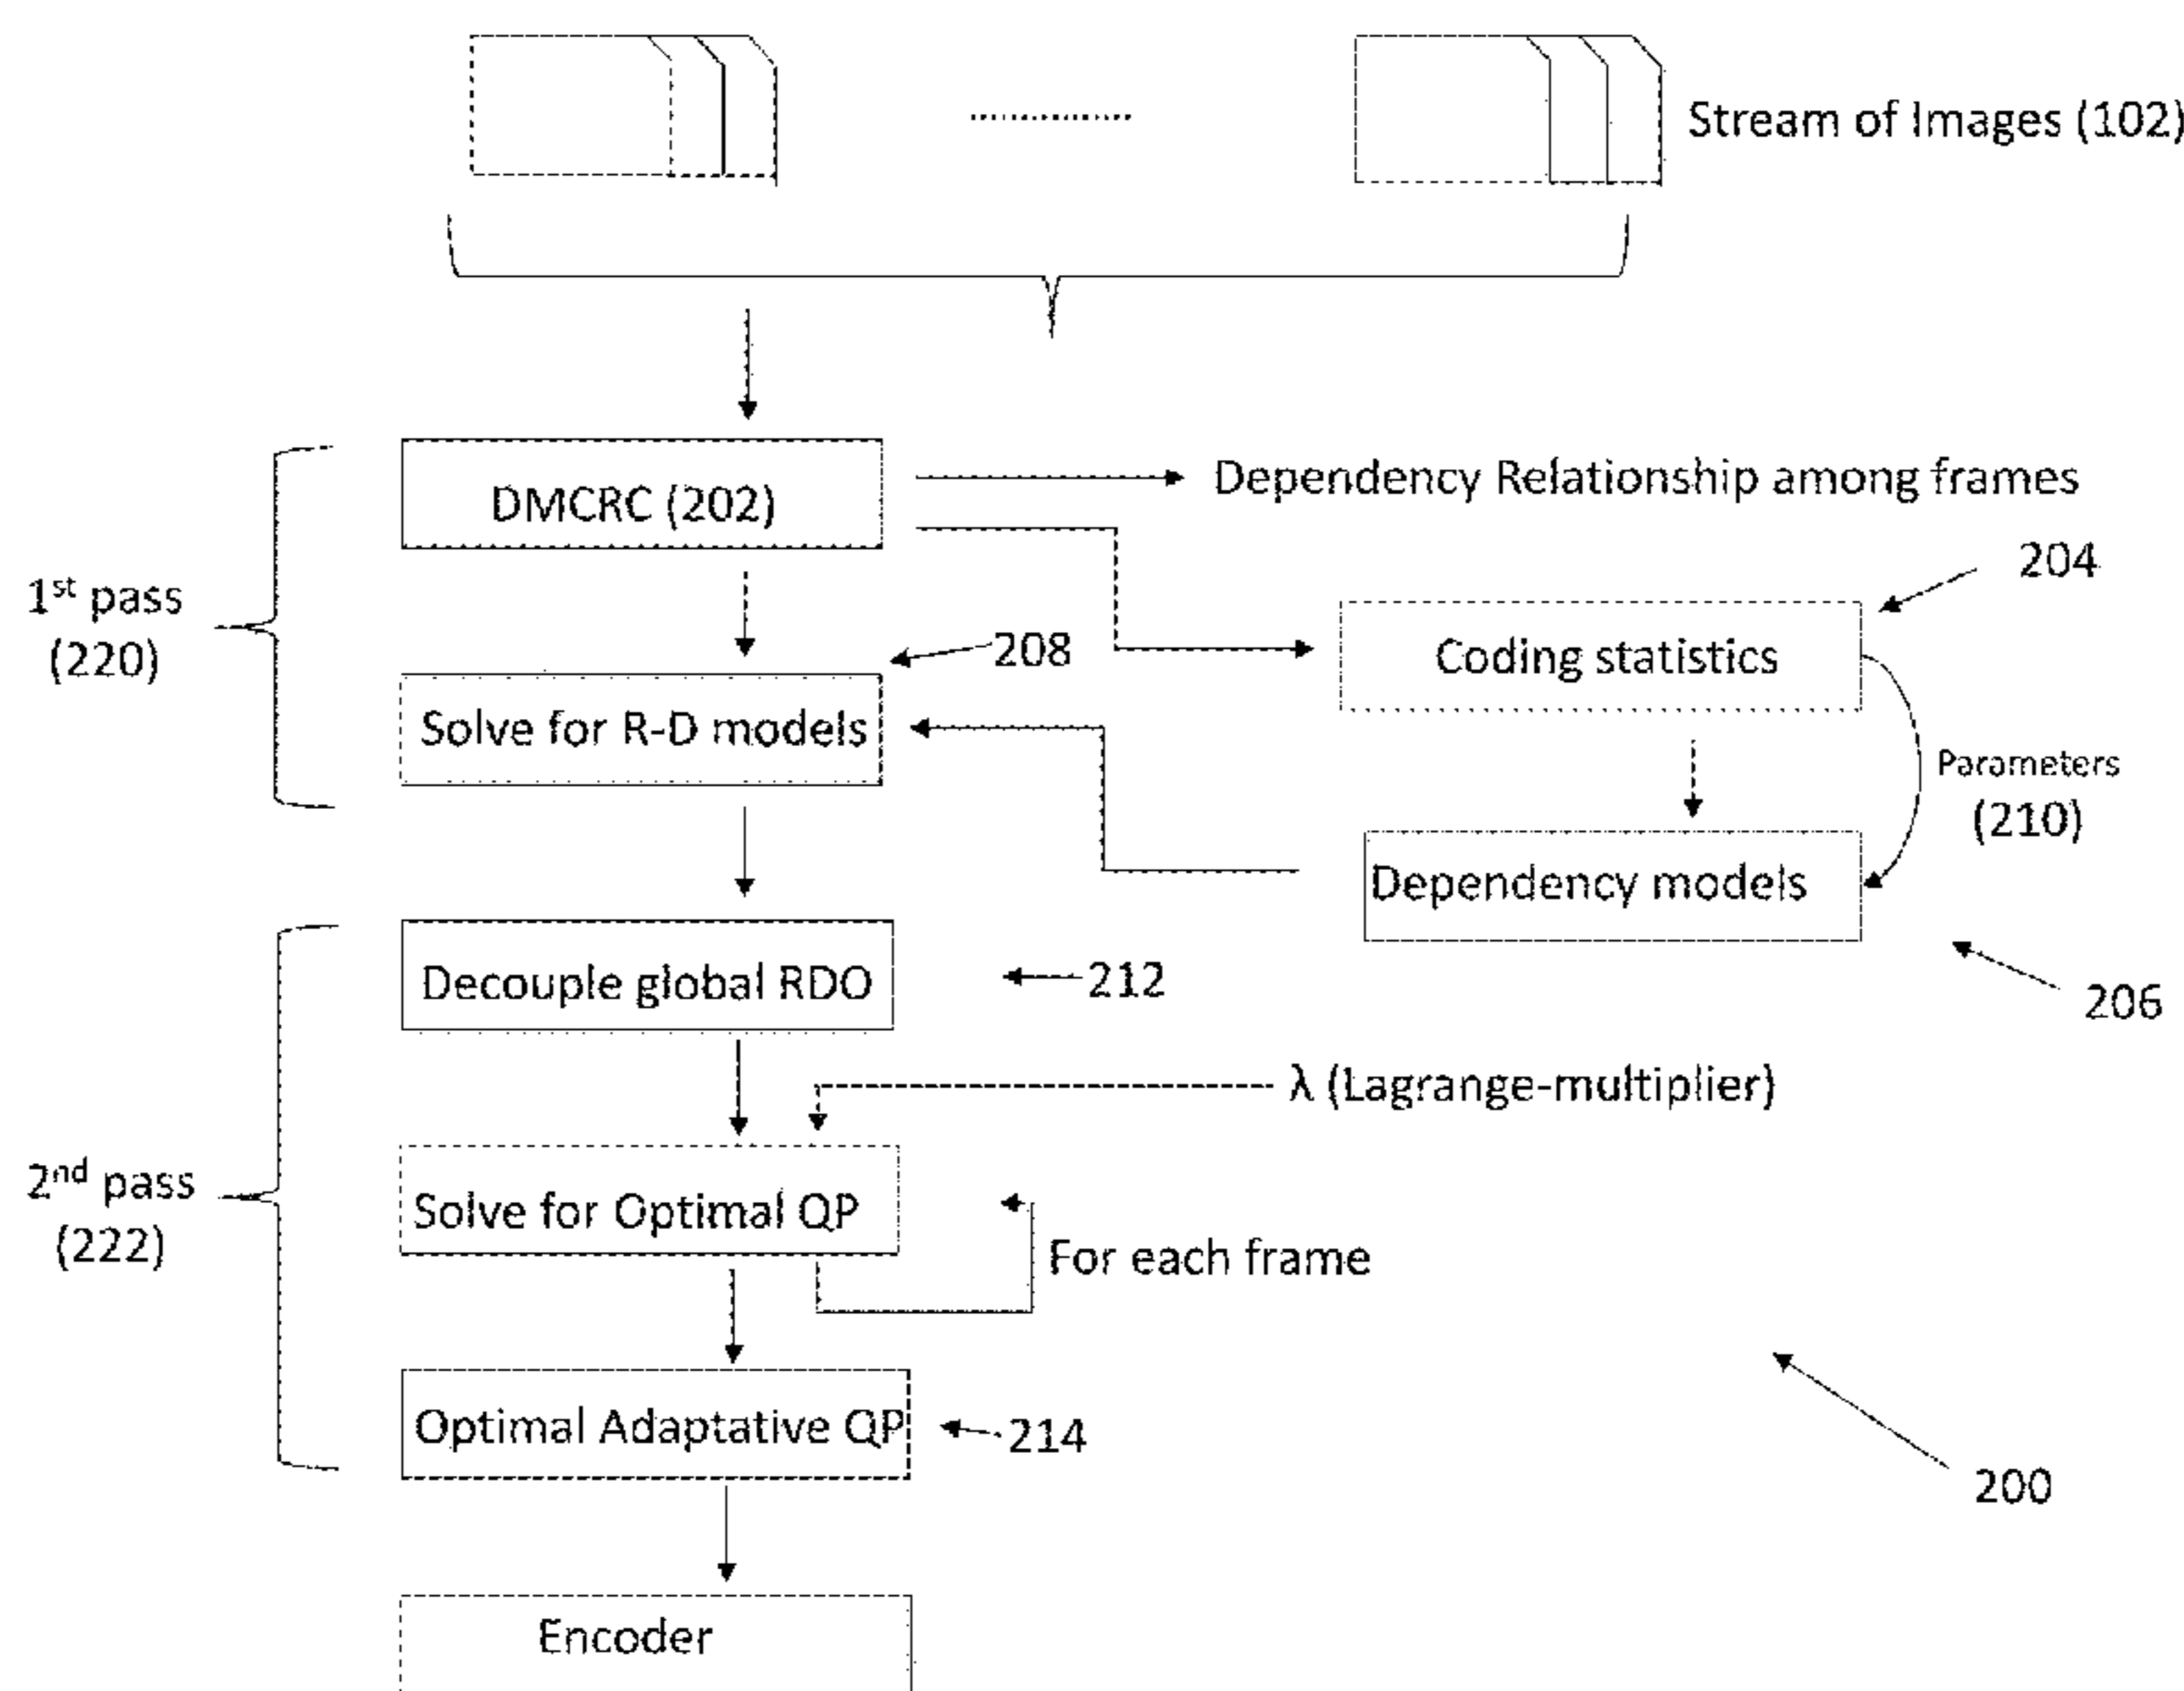 Stream of Images (102)
DMCRC (202)
Dependency Relationship among frames
204
1st pass
(220)
208
Coding statistics
Solve for R-D models
Parameters
(210)
Dependency models
Decouple global RDO
212
206
λ (Lagrange-multiplier)
2nd pass
(222)
Solve for Optimal QP
For each frame
Optimal Adaptative QP
214
200
Encoder